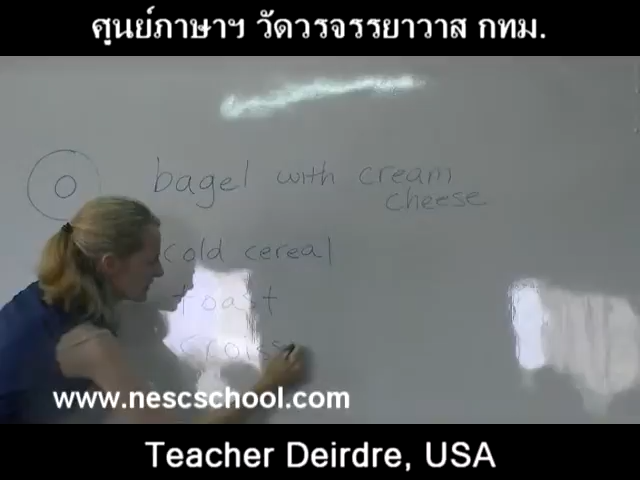 ศูนย์ภาษาฯ วัดวรจรรยาวาส กทม.
bagel with cream
cheese
cold cereal
toast
croiss
www.nescschool.com
Teacher Deirdre, USA